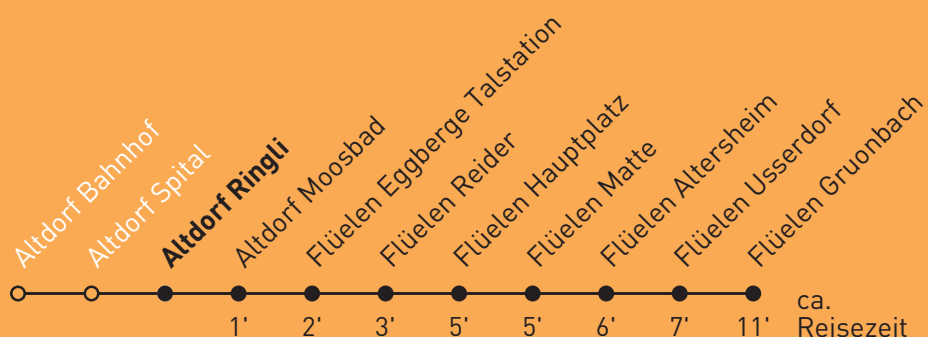 Altdorf Bahnhof
Altdorf Spital
Altdorf Ringli
Altdorf Moosbad
Flüelen Eggberge Talstation
Flüelen Reider
Flüelen Hauptplatz
Flüelen Matte
Flüelen Altersheim
Flüelen Usserdorf
Flüelen Gruonbach
1' 2' 3' 5' 5' 6' 7' 11'
ca.
Reisezeit